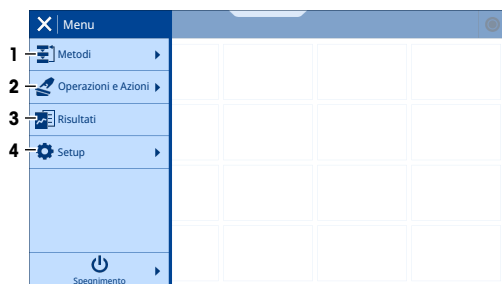 Menu
1 Metodi
2 Operazioni e Azioni
3 Risultati
4 Setup
Spegnimento